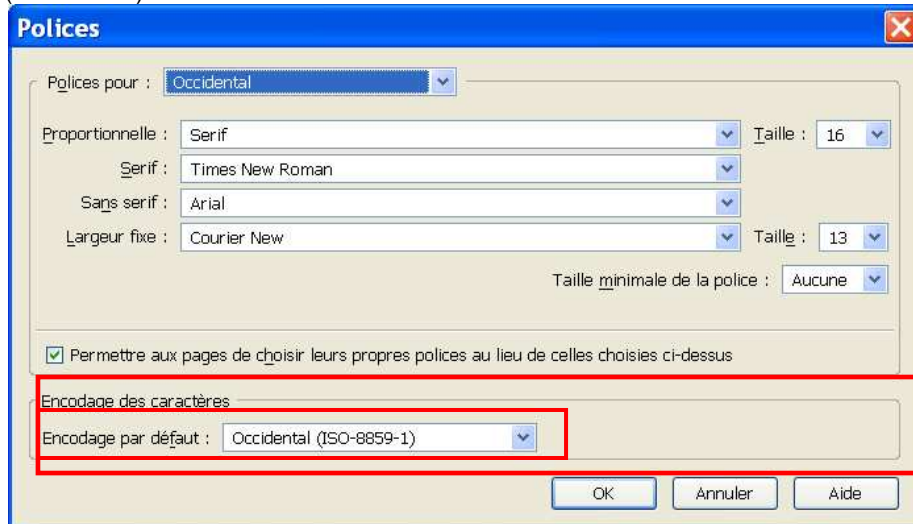 Polices
Polices pour : Occidental
Proportionnelle : Serif Taille : 16
Serif : Times New Roman
Sans serif : Arial
Largeur fixe : Courier New Taille : 13
Taille minimale de la police : Aucune
Permettre aux pages de choisir leurs propres polices au lieu de celles choisies ci-dessus
Encodage des caractères
Encodage par défaut : Occidental (ISO-8859-1)
OK Annuler Aide